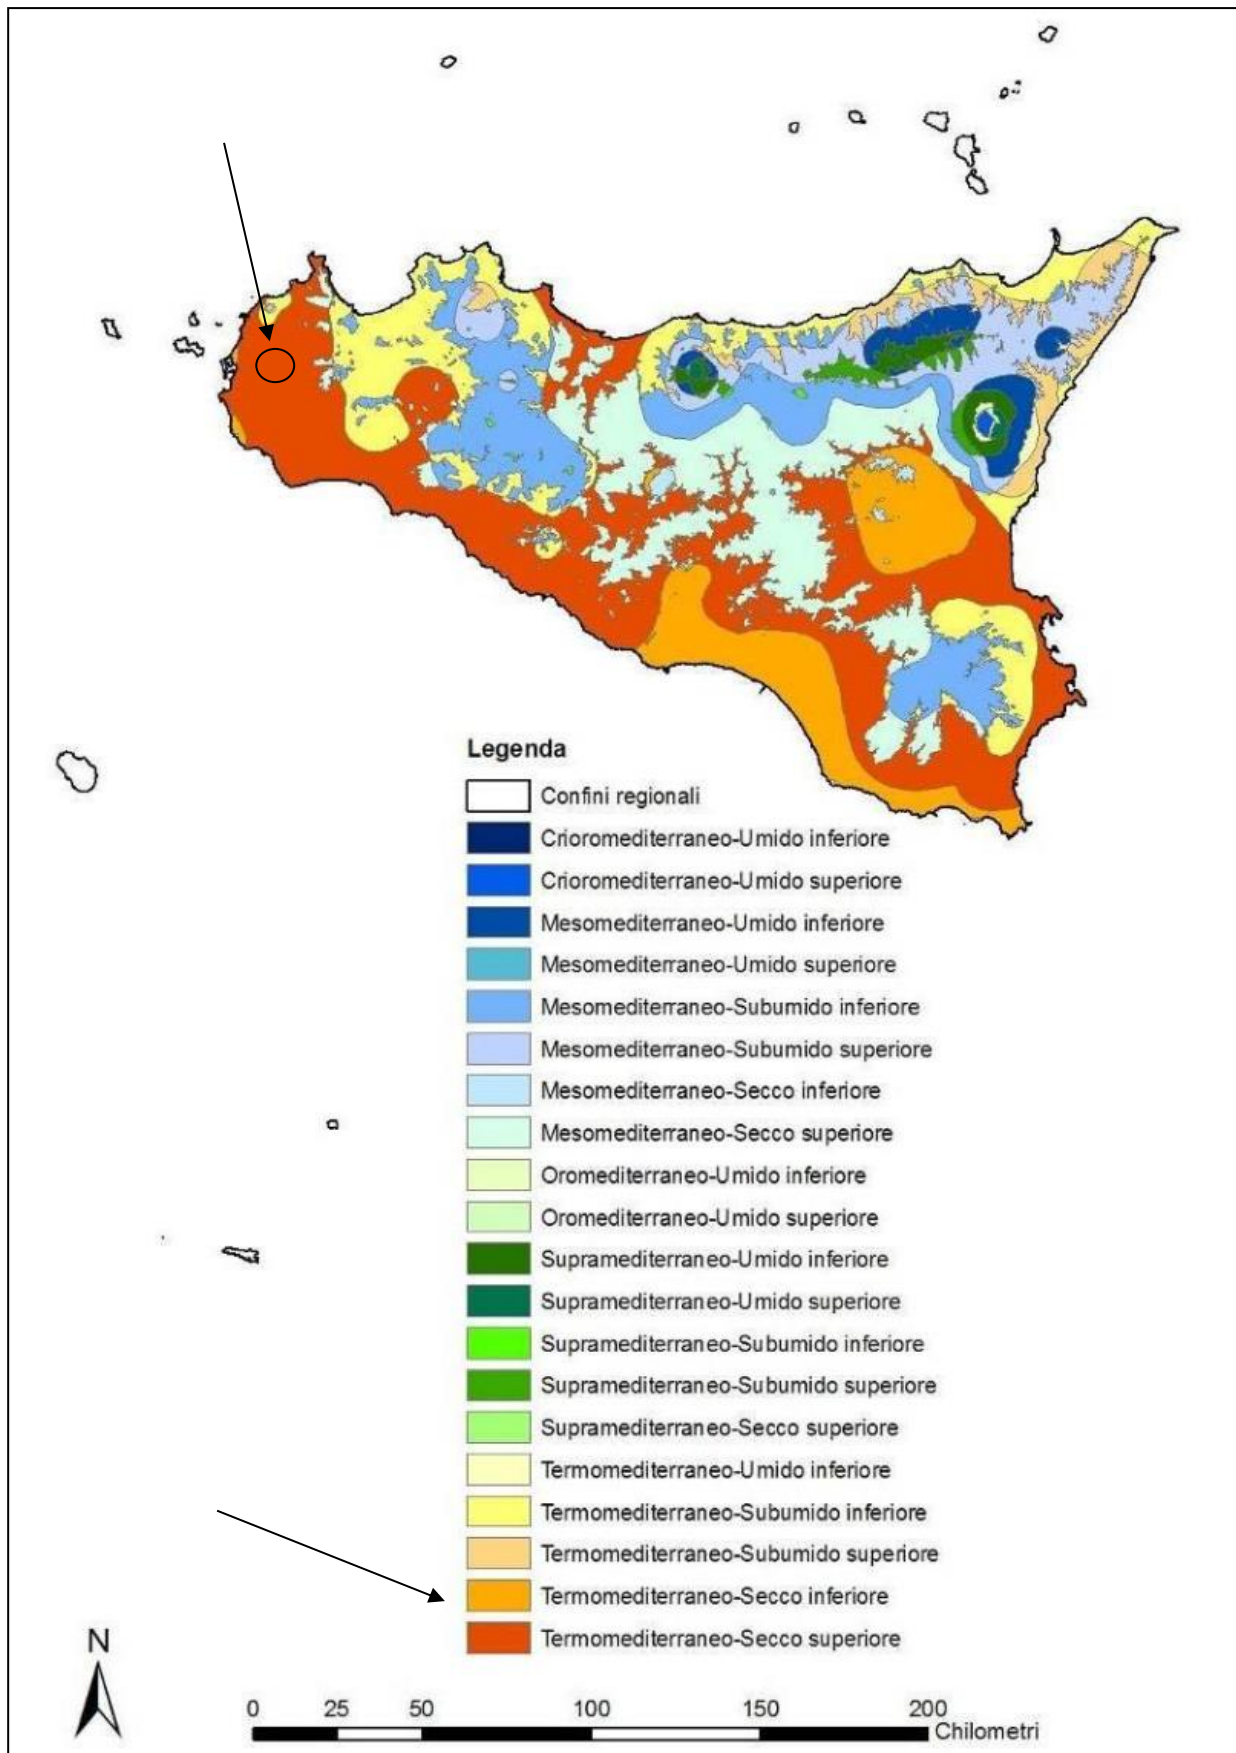 Legenda
Confini regionali
Crioromediterraneo-Umido inferiore
Crioromediterraneo-Umido superiore
Mesomediterraneo-Umido inferiore
Mesomediterraneo-Umido superiore
Mesomediterraneo-Subumido inferiore
Mesomediterraneo-Subumido superiore
Mesomediterraneo-Secco inferiore
Mesomediterraneo-Secco superiore
Oromediterraneo-Umido inferiore
Oromediterraneo-Umido superiore
Supramediterraneo-Umido inferiore
Supramediterraneo-Umido superiore
Supramediterraneo-Subumido inferiore
Supramediterraneo-Subumido superiore
Supramediterraneo-Secco superiore
Termomediterraneo-Umido inferiore
Termomediterraneo-Subumido inferiore
Termomediterraneo-Subumido superiore
Termomediterraneo-Secco inferiore
Termomediterraneo-Secco superiore
N
0 25 50 100 150 200
Chilometri